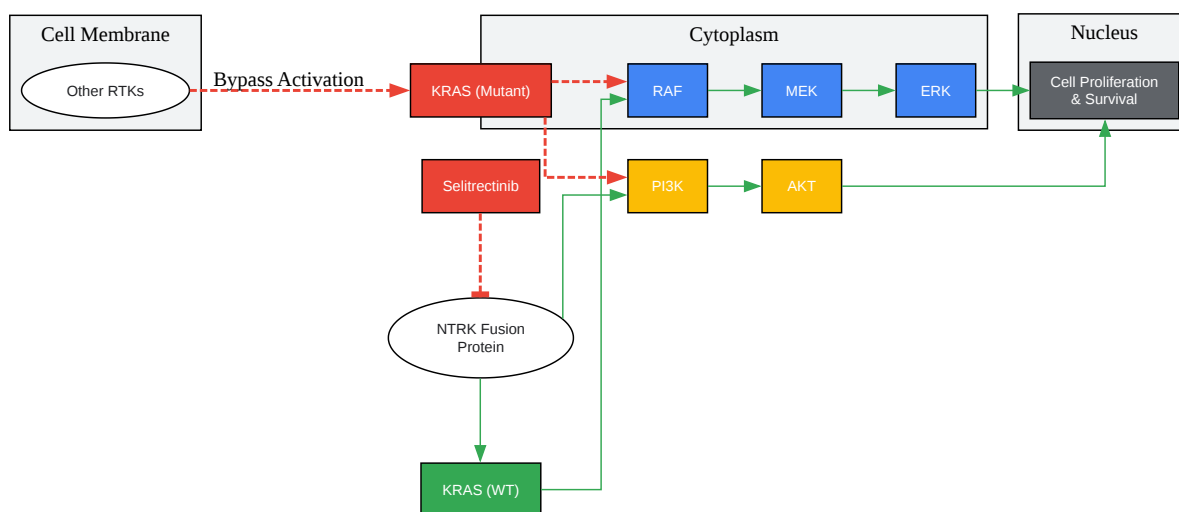 Cell Membrane
Other RTKs
Bypass Activation
Cytoplasm
KRAS (Mutant)
RAF
MEK
ERK
Nucleus
Cell Proliferation
& Survival
Selitrectinib
PI3K
AKT
NTRK Fusion
Protein
KRAS (WT)